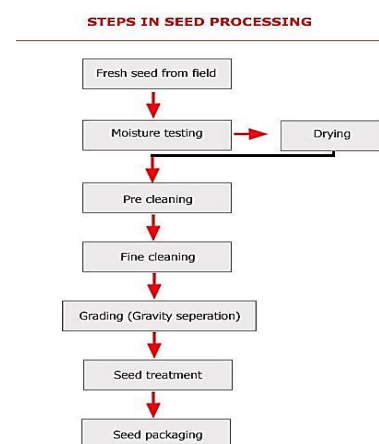 STEPS IN SEED PROCESSING
Fresh seed from field
Moisture testing
Drying
Pre cleaning
Fine cleaning
Grading (Gravity seperation)
Seed treatment
Seed packaging